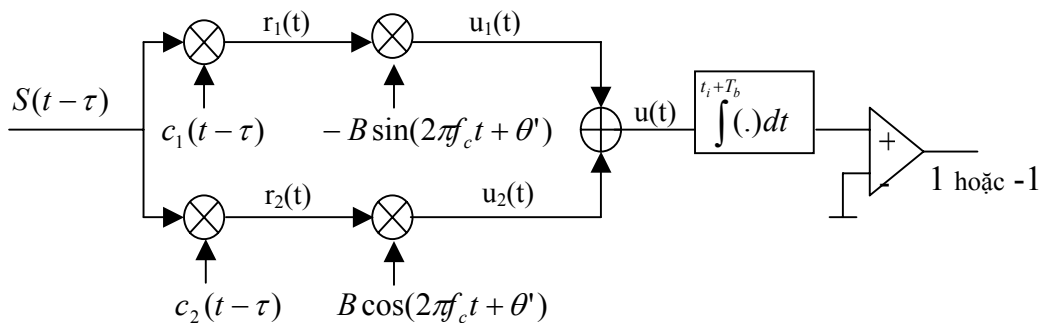 r₁(t)
u₁(t)
S(t − τ)
c₁(t − τ)
− B sin(2πf_c t + θ')
u(t)
t_i+T_b
∫(.)dt
+
-
1 hoặc -1
r₂(t)
u₂(t)
c₂(t − τ)
B cos(2πf_c t + θ')